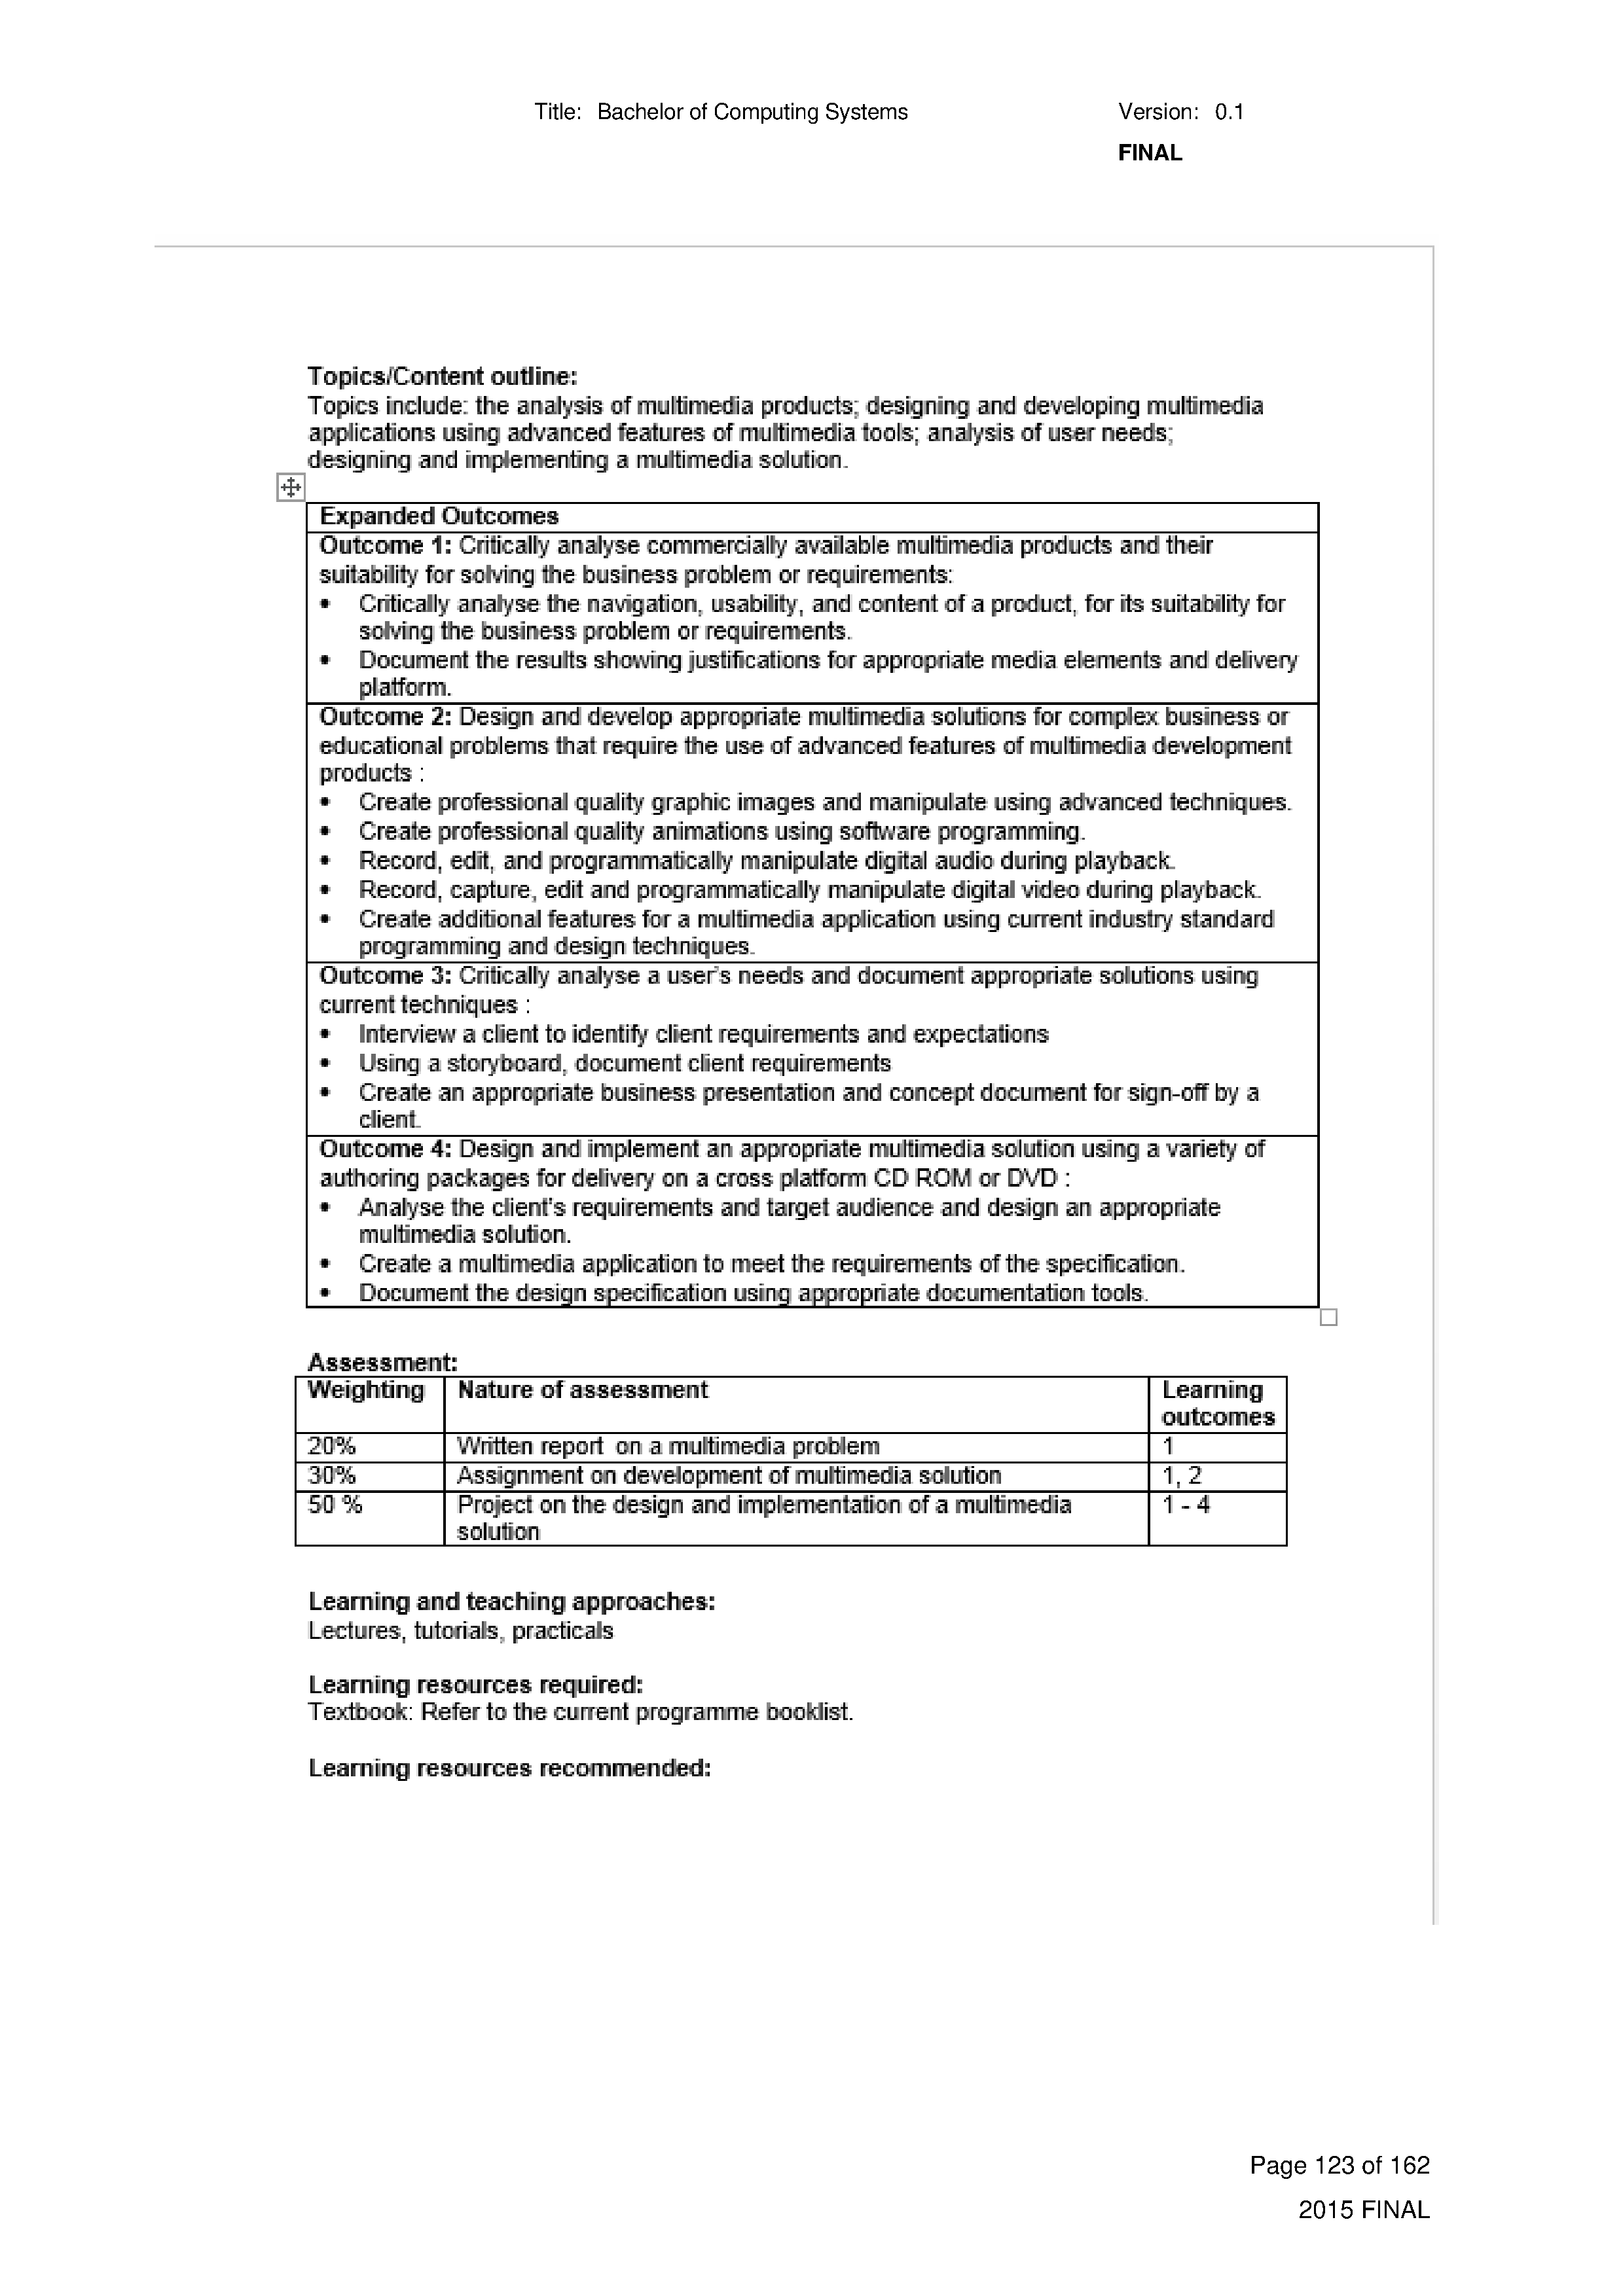 Title: Bachelor of Computing Systems Version: 0.1
FINAL
Topics/Content outline:
Topics include: the analysis of multimedia products; designing and developing multimedia
applications using advanced features of multimedia tools; analysis of user needs;
designing and implementing a multimedia solution.
Expanded Outcomes
Outcome 1: Critically analyse commercially available multimedia products and their
suitability for solving the business problem or requirements:
• Critically analyse the navigation, usability, and content of a product, for its suitability for
solving the business problem or requirements.
• Document the results showing justifications for appropriate media elements and delivery
platform.
Outcome 2: Design and develop appropriate multimedia solutions for complex business or
educational problems that require the use of advanced features of multimedia development
products :
• Create professional quality graphic images and manipulate using advanced techniques.
• Create professional quality animations using software programming.
• Record, edit, and programmatically manipulate digital audio during playback.
• Record, capture, edit and programmatically manipulate digital video during playback.
• Create additional features for a multimedia application using current industry standard
programming and design techniques.
Outcome 3: Critically analyse a user's needs and document appropriate solutions using
current techniques :
• Interview a client to identify client requirements and expectations
• Using a storyboard, document client requirements
• Create an appropriate business presentation and concept document for sign-off by a
client.
Outcome 4: Design and implement an appropriate multimedia solution using a variety of
authoring packages for delivery on a cross platform CD ROM or DVD :
• Analyse the client's requirements and target audience and design an appropriate
multimedia solution.
• Create a multimedia application to meet the requirements of the specification.
• Document the design specification using appropriate documentation tools.
Assessment:
Weighting Nature of assessment Learning
outcomes
20% Written report on a multimedia problem 1
30% Assignment on development of multimedia solution 1, 2
50 % Project on the design and implementation of a multimedia 1 - 4
solution
Learning and teaching approaches:
Lectures, tutorials, practicals
Learning resources required:
Textbook: Refer to the current programme booklist.
Learning resources recommended:
Page 123 of 162
2015 FINAL